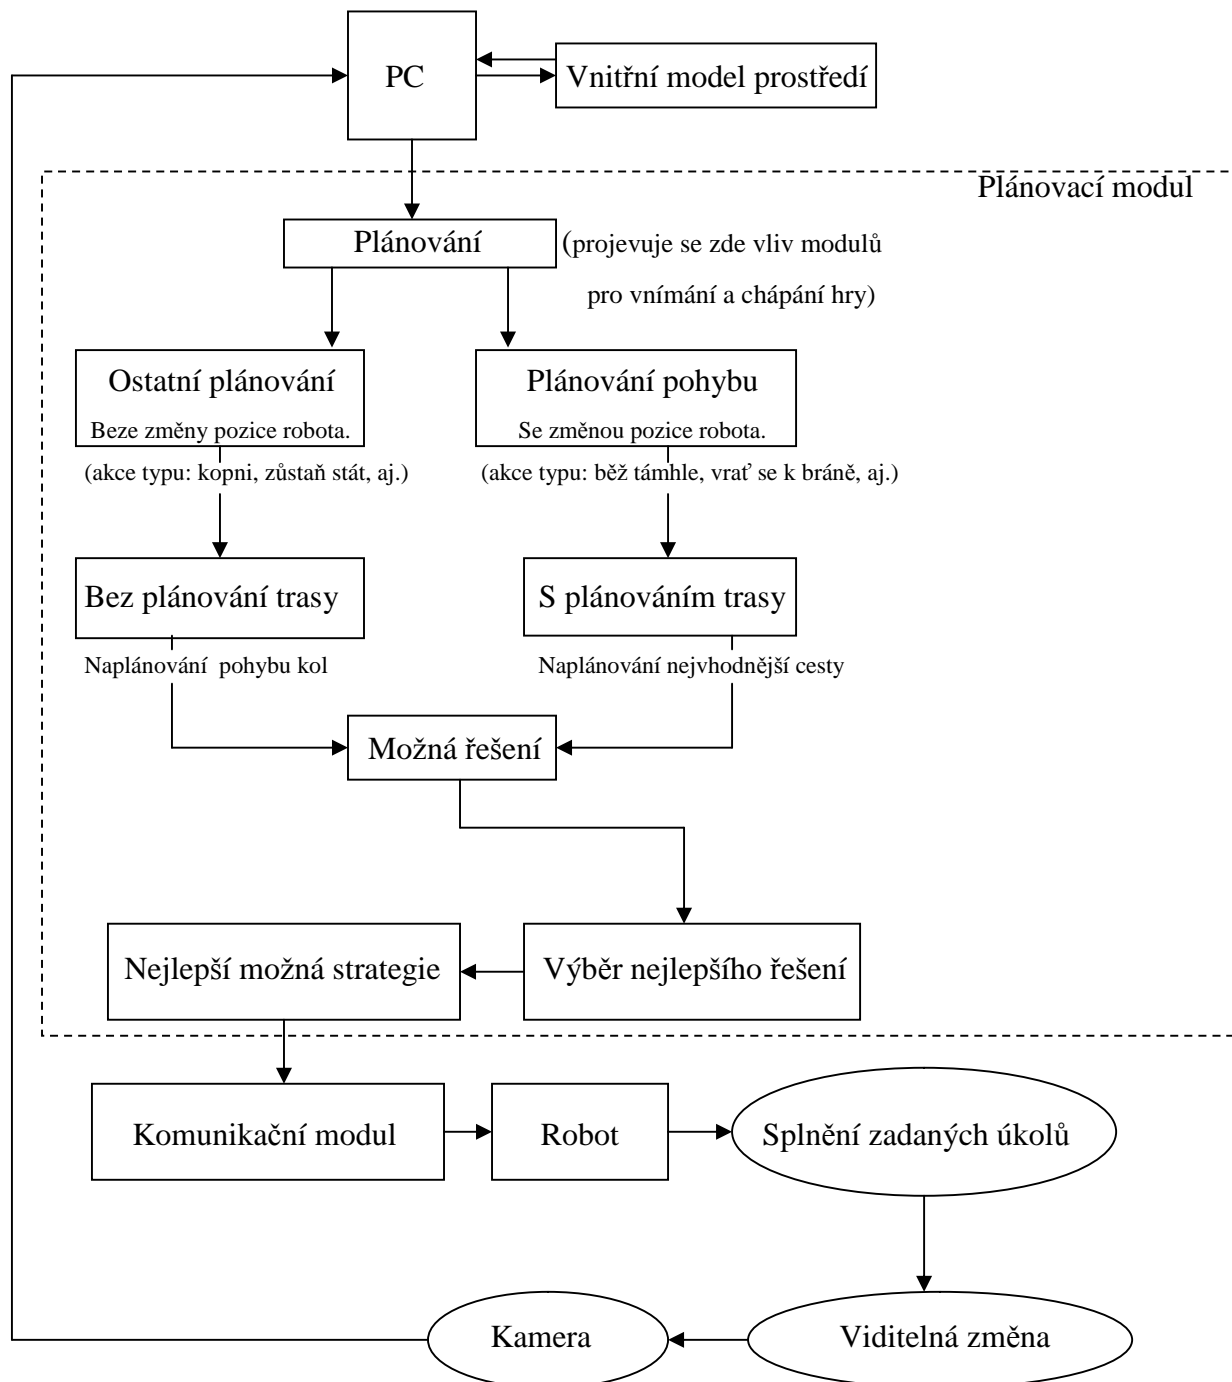 PC
Vnitřní model prostředí
Plánovací modul
Plánování
(projevuje se zde vliv modulů
pro vnímání a chápání hry)
Ostatní plánování
Beze změny pozice robota.
(akce typu: kopni, zůstaň stát, aj.)
Plánování pohybu
Se změnou pozice robota.
(akce typu: běž támhle, vrať se k bráně, aj.)
Bez plánování trasy
Naplánování pohybu kol
S plánováním trasy
Naplánování nejvhodnější cesty
Možná řešení
Nejlepší možná strategie
Výběr nejlepšího řešení
Komunikační modul
Robot
Splnění zadaných úkolů
Kamera
Viditelná změna